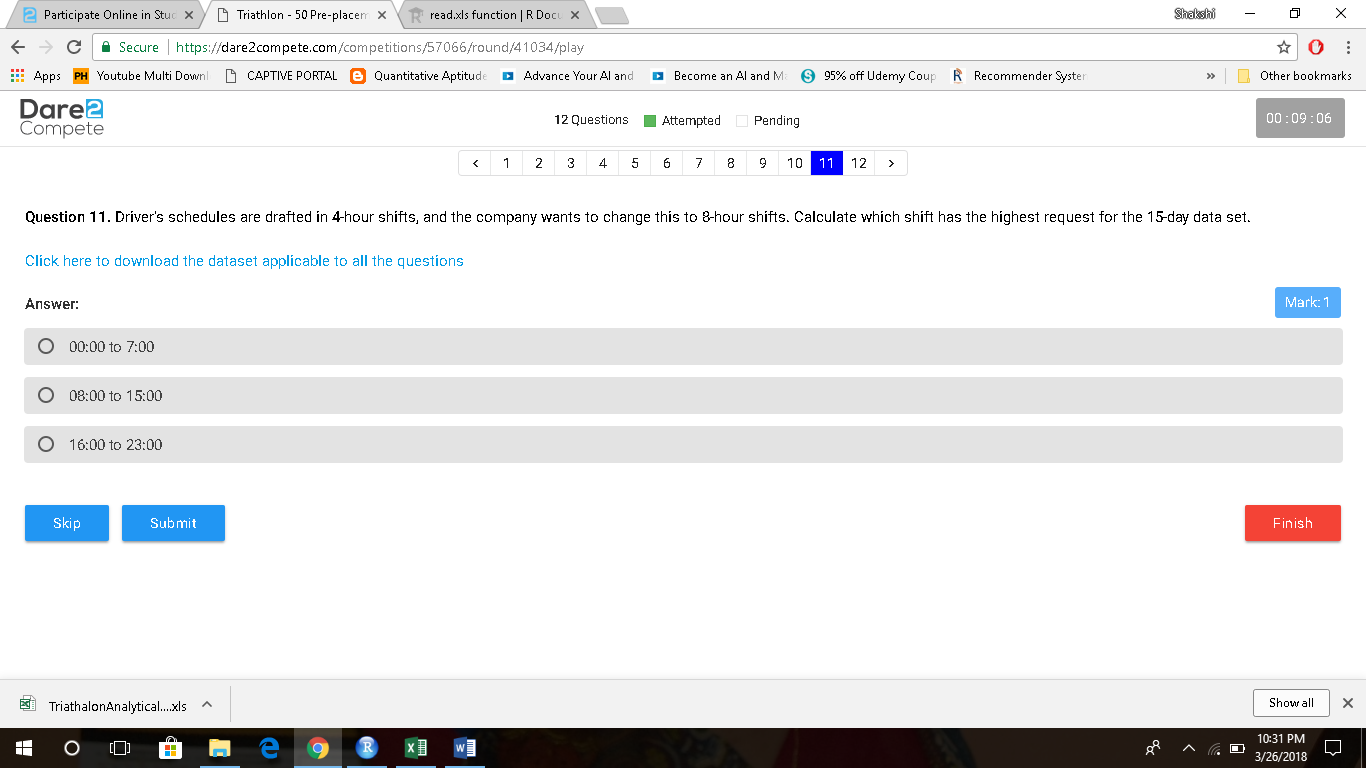 Participate Online in Stud
Triathlon - 50 Pre-placem
read.xls function | R Docu
Shakshi
Secure
https://dare2compete.com/competitions/57066/round/41034/play
Apps
PH
Youtube Multi Downl
CAPTIVE PORTAL
Quantitative Aptitude
Advance Your AI and
Become an AI and M
95% off Udemy Coup
Recommender System
»
Other bookmarks
Dare2
Compete
12 Questions
Attempted
Pending
00 : 09 : 06
< 1 2 3 4 5 6 7 8 9 10 11 12 >
Question 11. Driver's schedules are drafted in 4-hour shifts, and the company wants to change this to 8-hour shifts. Calculate which shift has the highest request for the 15-day data set.
Click here to download the dataset applicable to all the questions
Answer:
Mark: 1
00:00 to 7:00
08:00 to 15:00
16:00 to 23:00
Skip
Submit
Finish
TriathalonAnalytical....xls
Show all
10:31 PM
3/26/2018